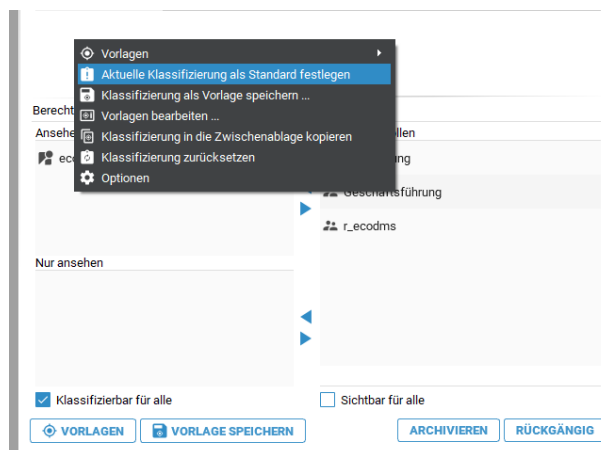 Vorlagen
Aktuelle Klassifizierung als Standard festlegen
Klassifizierung als Vorlage speichern ...
Berecht
Vorlagen bearbeiten ...
Ansehe
Klassifizierung in die Zwischenablage kopieren
llen
eco
Klassifizierung zurücksetzen
ng
Optionen
Geschäftsführung
r_ecodms
Nur ansehen
Klassifizierbar für alle
Sichtbar für alle
VORLAGEN
VORLAGE SPEICHERN
ARCHIVIEREN
RÜCKGÄNGIG